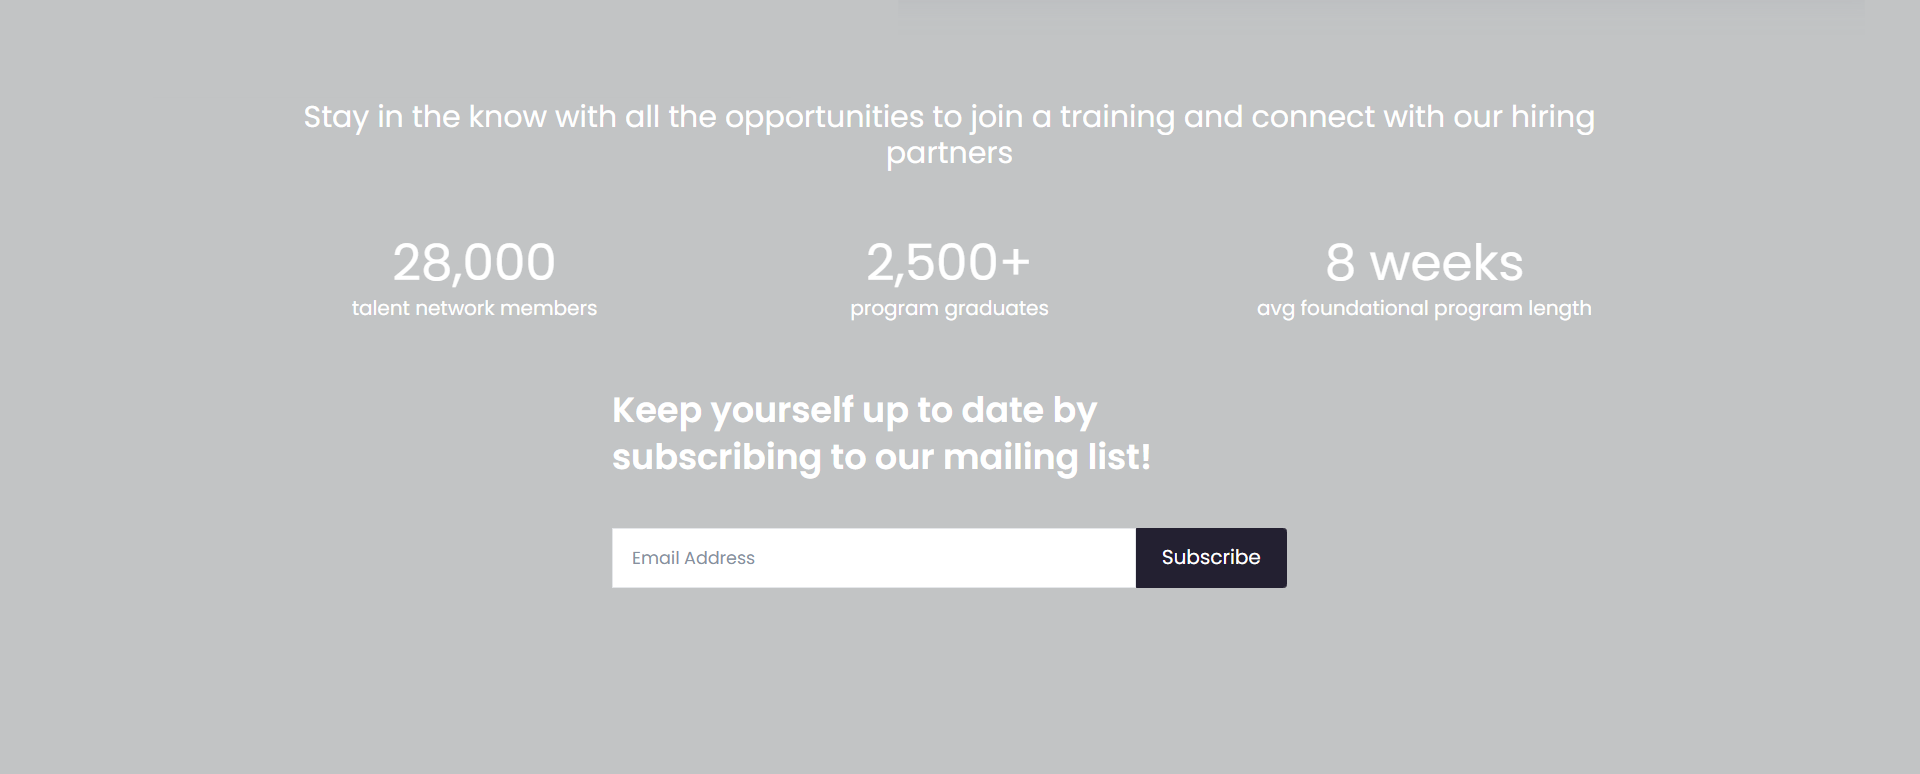 Stay in the know with all the opportunities to join a training and connect with our hiring
partners
28,000
talent network members
2,500+
program graduates
8 weeks
avg foundational program length
Keep yourself up to date by
subscribing to our mailing list!
Email Address
Subscribe